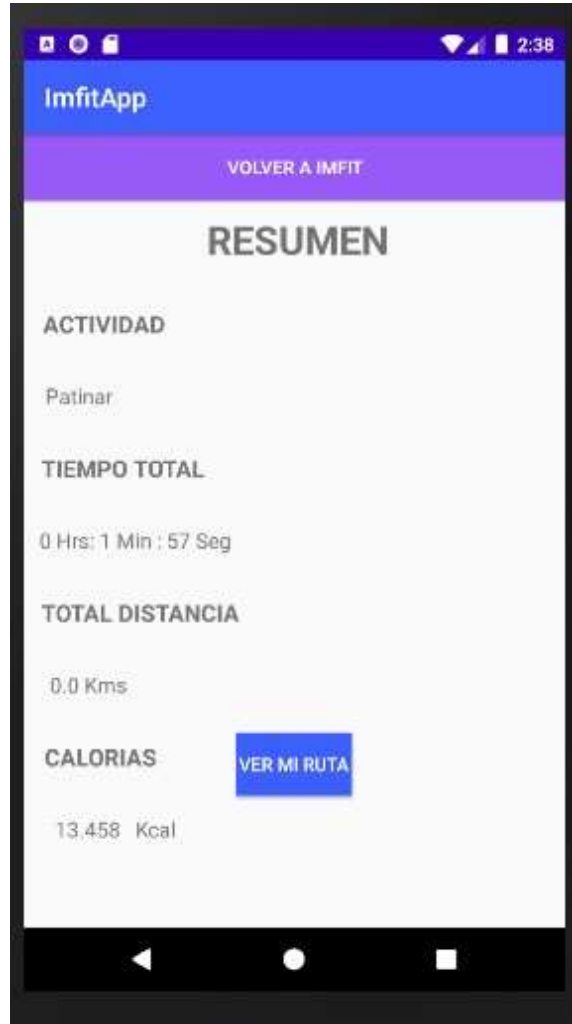 2:38
ImfitApp
VOLVER A IMFIT
RESUMEN
ACTIVIDAD
Patinar
TIEMPO TOTAL
0 Hrs: 1 Min : 57 Seg
TOTAL DISTANCIA
0.0 Kms
CALORIAS
VER MI RUTA
13.458 Kcal